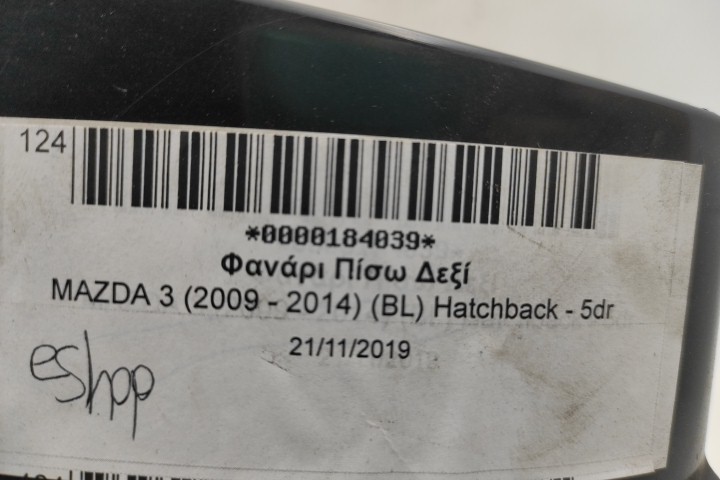 124
*0000184039*
Φανάρι Πίσω Δεξί
MAZDA 3 (2009 - 2014) (BL) Hatchback - 5dr
21/11/2019
eshop